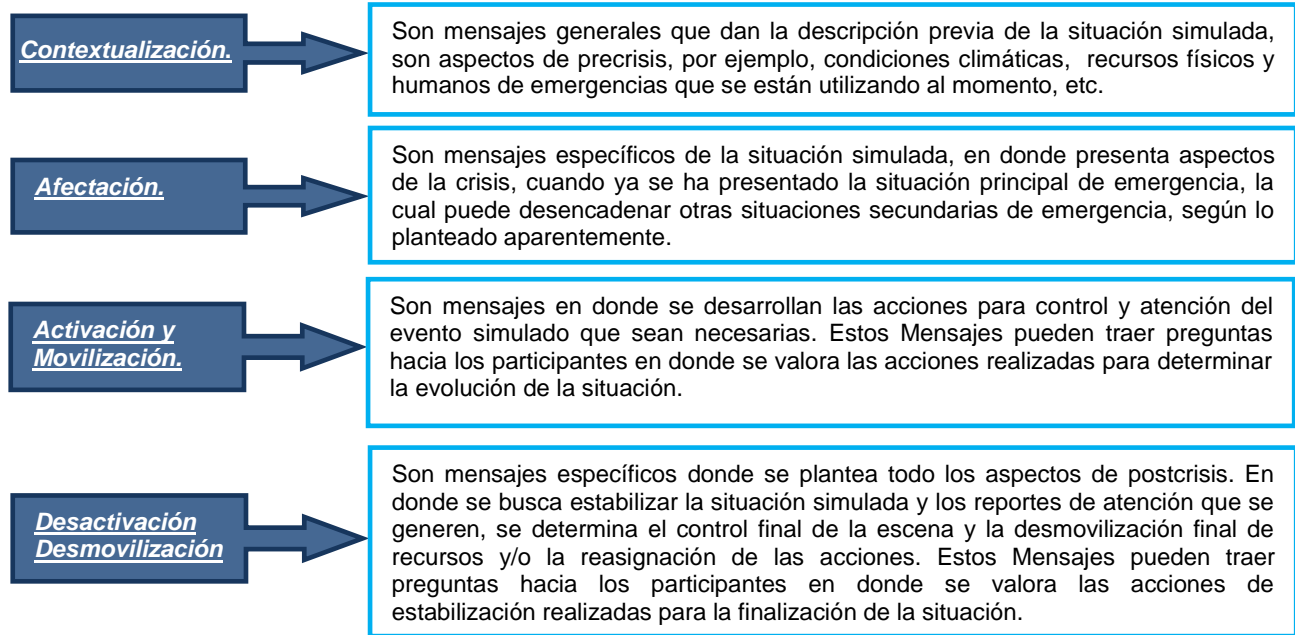 Contextualización.
Son mensajes generales que dan la descripción previa de la situación simulada,
son aspectos de precrisis, por ejemplo, condiciones climáticas, recursos físicos y
humanos de emergencias que se están utilizando al momento, etc.
Afectación.
Son mensajes específicos de la situación simulada, en donde presenta aspectos
de la crisis, cuando ya se ha presentado la situación principal de emergencia, la
cual puede desencadenar otras situaciones secundarias de emergencia, según lo
planteado aparentemente.
Activación y
Movilización.
Son mensajes en donde se desarrollan las acciones para control y atención del
evento simulado que sean necesarias. Estos Mensajes pueden traer preguntas
hacia los participantes en donde se valora las acciones realizadas para determinar
la evolución de la situación.
Desactivación
Desmovilización
Son mensajes específicos donde se plantea todo los aspectos de postcrisis. En
donde se busca estabilizar la situación simulada y los reportes de atención que se
generen, se determina el control final de la escena y la desmovilización final de
recursos y/o la reasignación de las acciones. Estos Mensajes pueden traer
preguntas hacia los participantes en donde se valora las acciones de
estabilización realizadas para la finalización de la situación.